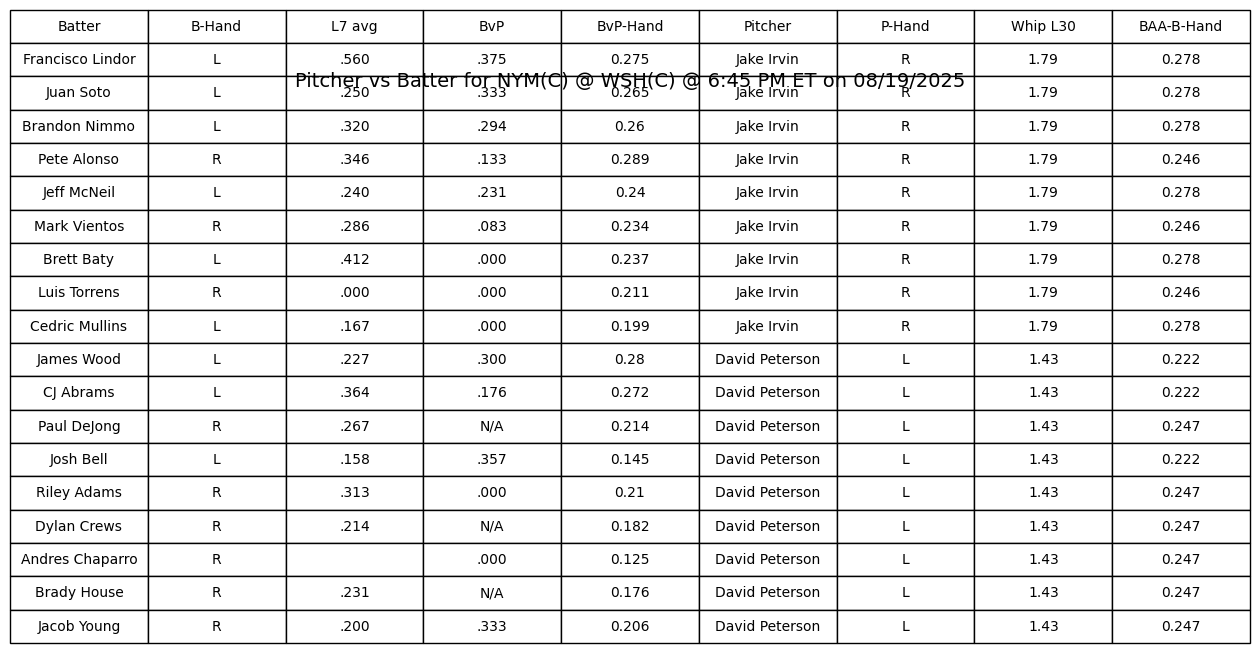 Batter B-Hand L7 avg BvP BvP-Hand Pitcher P-Hand Whip L30 BAA-B-Hand
Francisco Lindor L .560 .375 0.275 Jake Irvin R 1.79 0.278
Pitcher vs Batter for NYM(C) @ WSH(C) @ 6:45 PM ET on 08/19/2025
Juan Soto L .250 .333 0.265 Jake Irvin R 1.79 0.278
Brandon Nimmo L .320 .294 0.26 Jake Irvin R 1.79 0.278
Pete Alonso R .346 .133 0.289 Jake Irvin R 1.79 0.246
Jeff McNeil L .240 .231 0.24 Jake Irvin R 1.79 0.278
Mark Vientos R .286 .083 0.234 Jake Irvin R 1.79 0.246
Brett Baty L .412 .000 0.237 Jake Irvin R 1.79 0.278
Luis Torrens R .000 .000 0.211 Jake Irvin R 1.79 0.246
Cedric Mullins L .167 .000 0.199 Jake Irvin R 1.79 0.278
James Wood L .227 .300 0.28 David Peterson L 1.43 0.222
CJ Abrams L .364 .176 0.272 David Peterson L 1.43 0.222
Paul DeJong R .267 N/A 0.214 David Peterson L 1.43 0.247
Josh Bell L .158 .357 0.145 David Peterson L 1.43 0.222
Riley Adams R .313 .000 0.21 David Peterson L 1.43 0.247
Dylan Crews R .214 N/A 0.182 David Peterson L 1.43 0.247
Andres Chaparro R .000 0.125 David Peterson L 1.43 0.247
Brady House R .231 N/A 0.176 David Peterson L 1.43 0.247
Jacob Young R .200 .333 0.206 David Peterson L 1.43 0.247